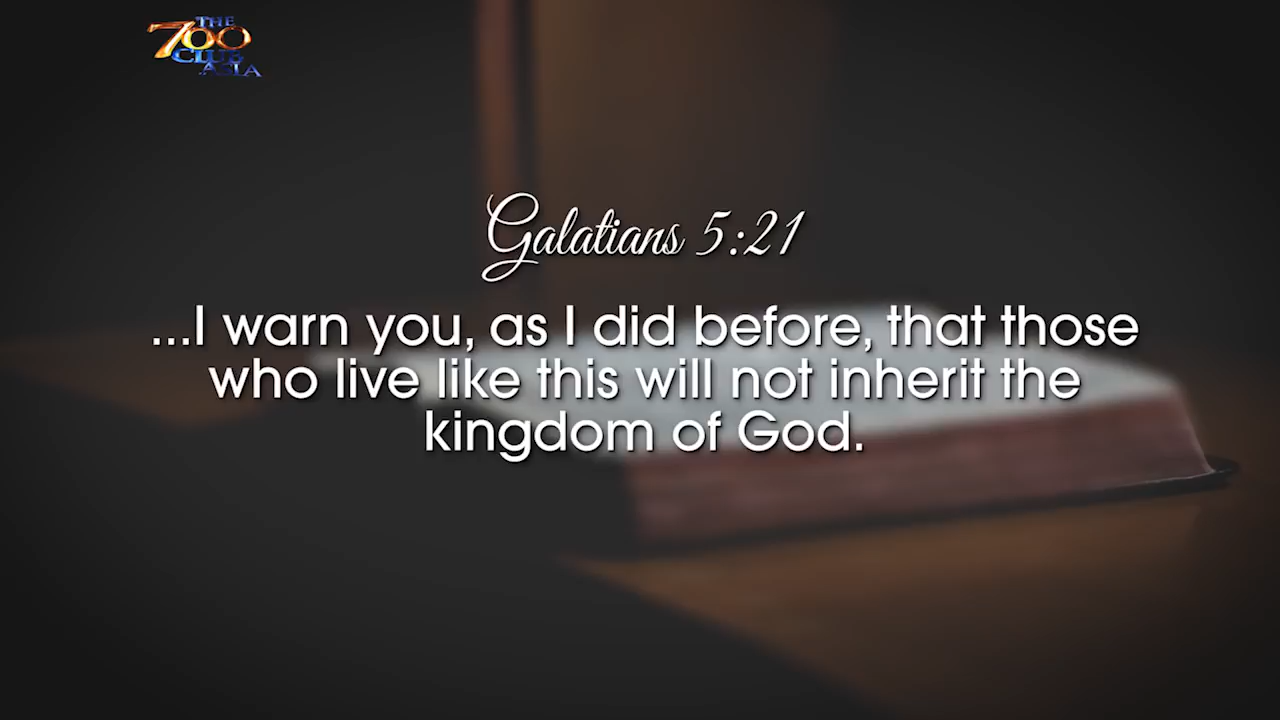 THE
700
CLUB
ASIA
Galatians 5:21
...I warn you, as I did before, that those
who live like this will not inherit the
kingdom of God.